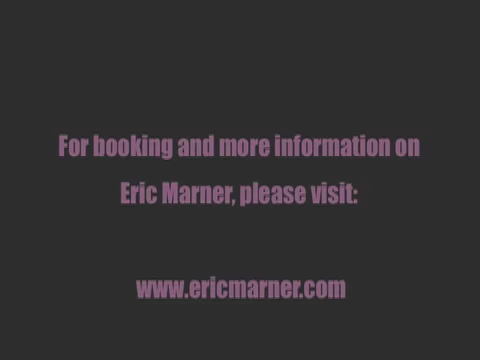 For booking and more information on
Eric Marner, please visit:
www.ericmarner.com